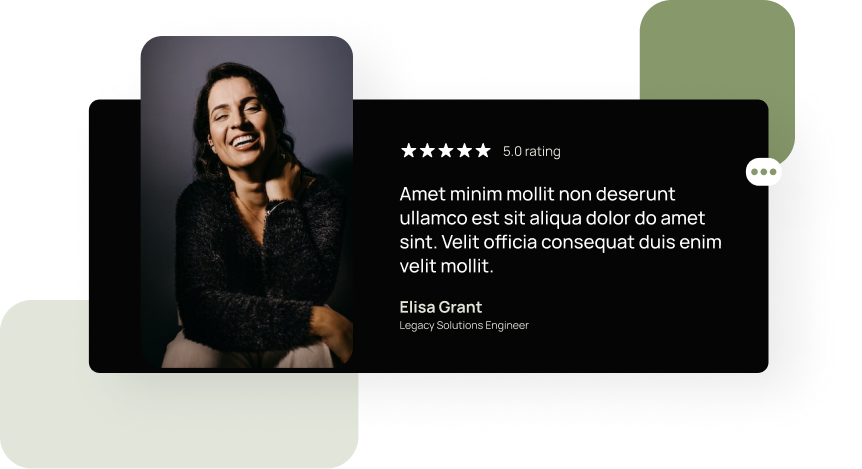 5.0 rating
Amet minim mollit non deserunt
ullamco est sit aliqua dolor do amet
sint. Velit officia consequat duis enim
velit mollit.
Elisa Grant
Legacy Solutions Engineer